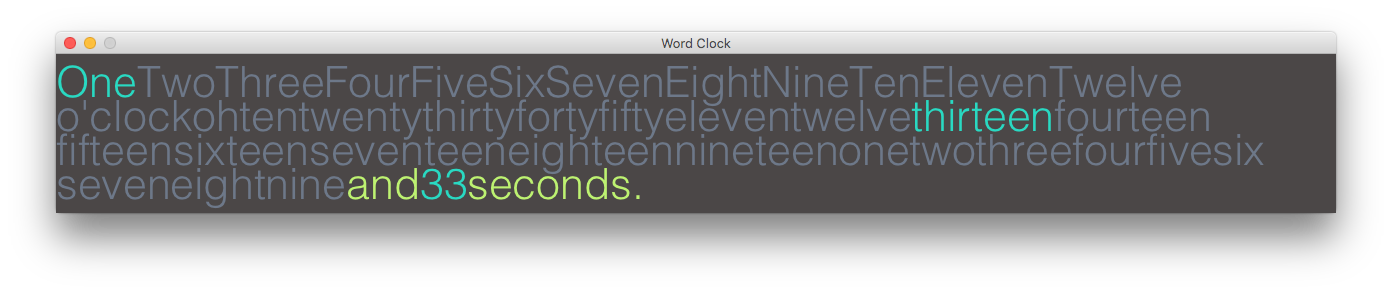 Word Clock
OneTwoThreeFourFiveSixSevenEightNineTenElevenTwelve
o'clockohtentwentythirtyfortyfiftyeleventwelvethirteenfourteen
fifteensixteenseventeeneighteennineteenonetwothreefourfivesix
seveneightnineand33seconds.